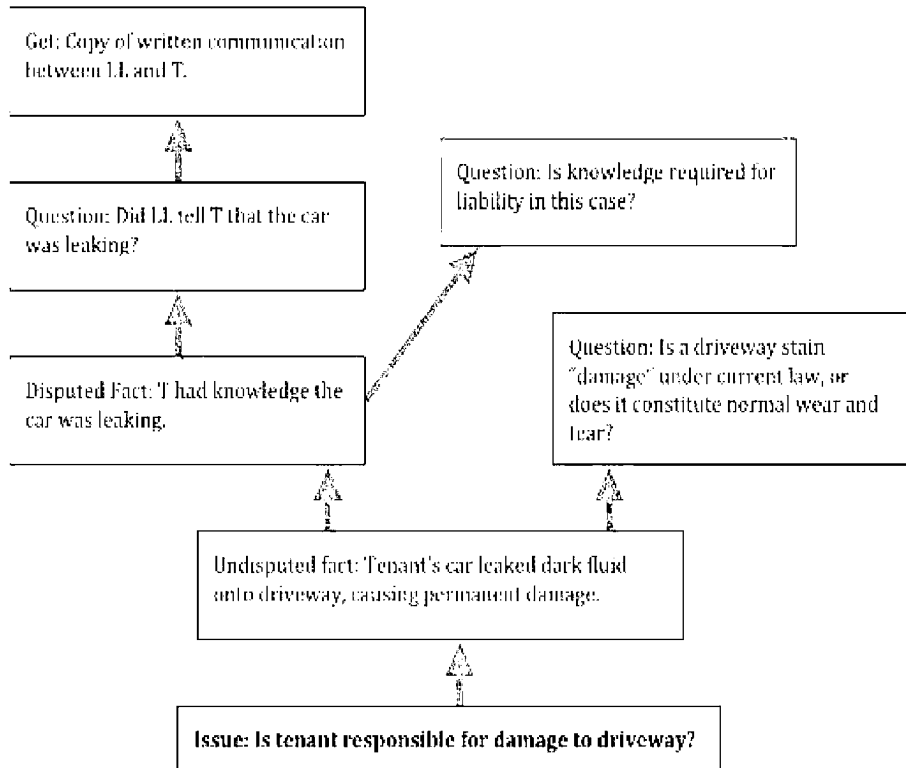 Get: Copy of written communication
between LL and T.
Question: Is knowledge required for
liability in this case?
Question: Did LL tell T that the car
was leaking?
Question: Is a driveway stain
"damage" under current law, or
does it constitute normal wear and
tear?
Disputed Fact: T had knowledge the
car was leaking.
Undisputed fact: Tenant's car leaked dark fluid
onto driveway, causing permanent damage.
Issue: Is tenant responsible for damage to driveway?